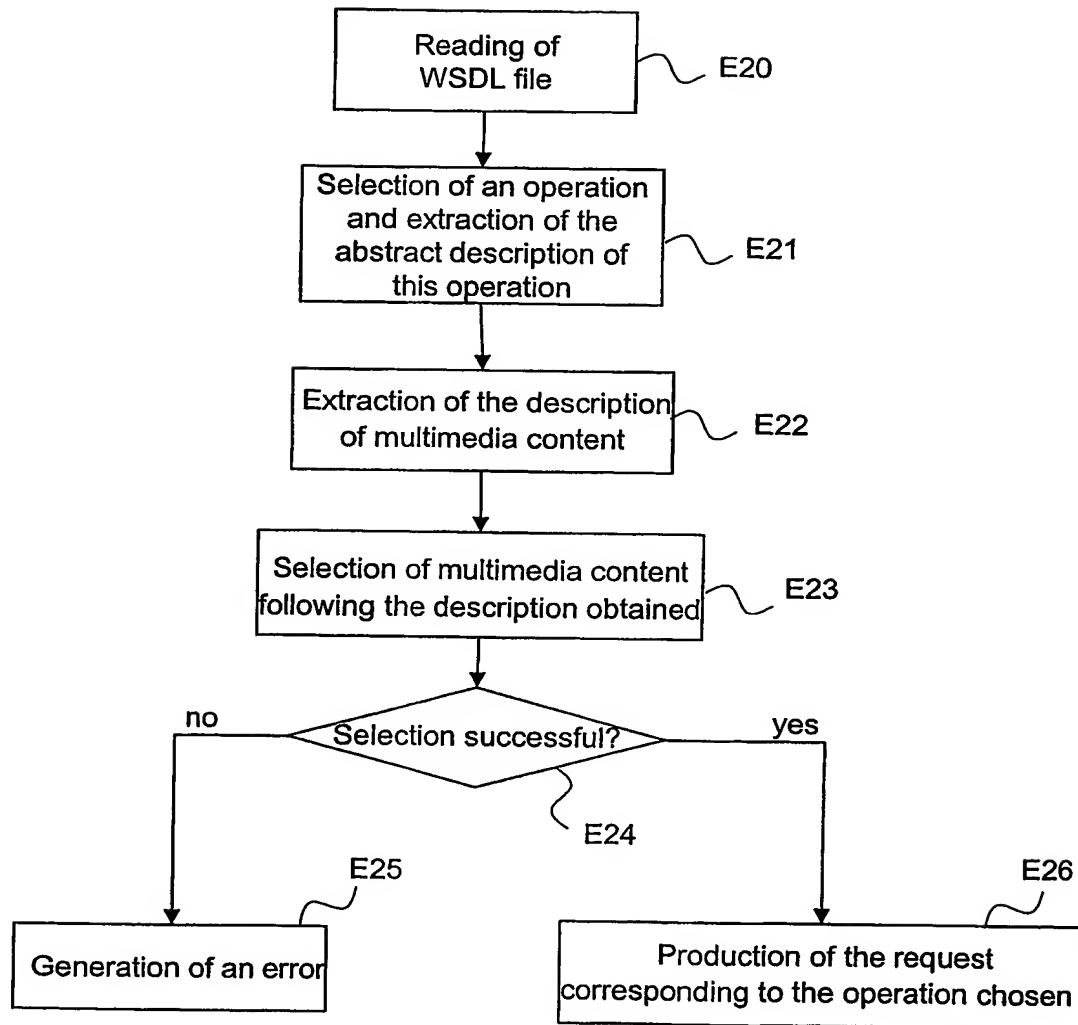 Reading of
WSDL file
E20
Selection of an operation
and extraction of the
abstract description of
this operation
E21
Extraction of the description
of multimedia content
E22
Selection of multimedia content
following the description obtained
E23
Selection successful?
no
yes
E24
E25
Generation of an error
E26
Production of the request
corresponding to the operation chosen